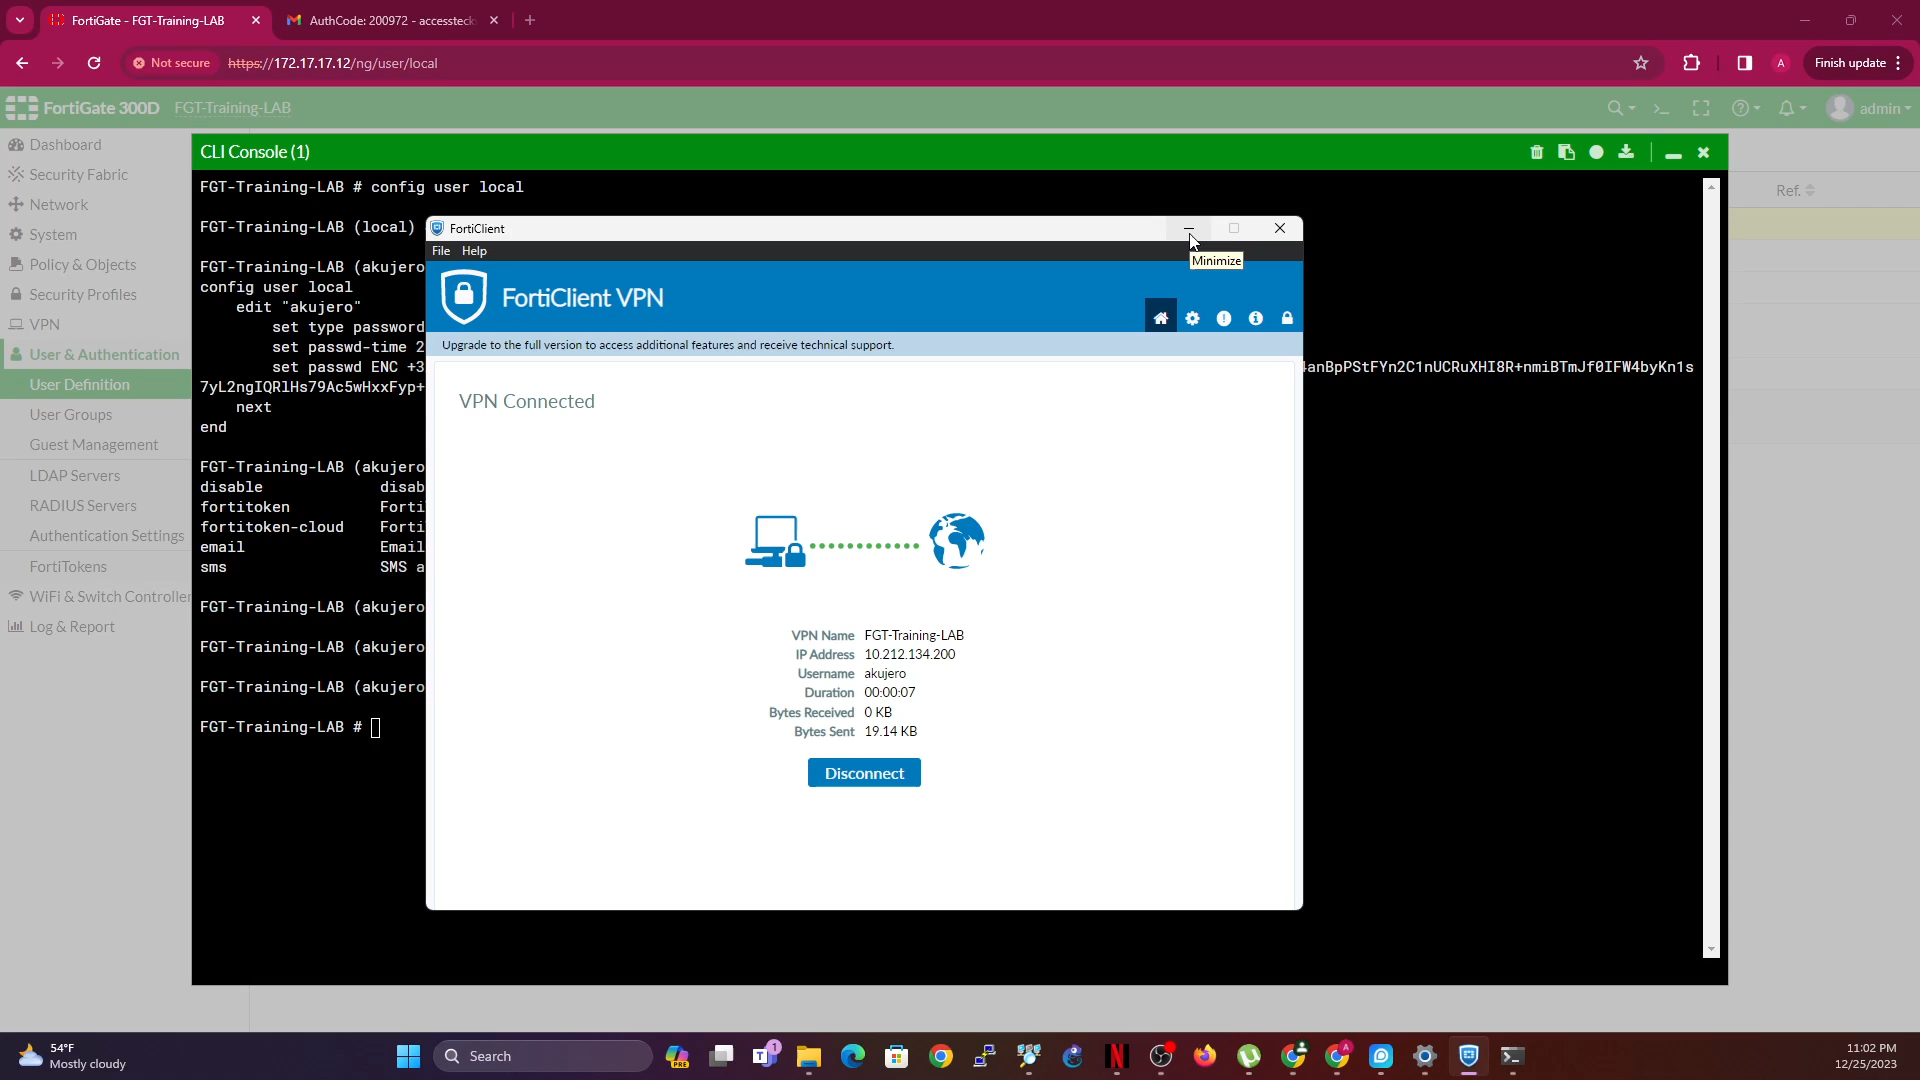 FortiGate - FGT-Training-LAB
AuthCode: 200972 - accessteck
Not secure
https://172.17.17.12/ng/user/local
A
Finish update
FortiGate 300D
FGT-Training-LAB
admin
Dashboard
Security Fabric
Network
System
Policy & Objects
Security Profiles
VPN
User & Authentication
User Definition
User Groups
Guest Management
LDAP Servers
RADIUS Servers
Authentication Settings
FortiTokens
WiFi & Switch Controller
Log & Report
Ref.
CLI Console (1)
FGT-Training-LAB # config user local
FGT-Training-LAB (local)
FGT-Training-LAB (akujero
config user local
edit "akujero"
set type password
set passwd-time 2
set passwd ENC +3
anBpPStFYn2C1nUCRuXHI8R+nmiBTmJf0IFW4byKn1s
7yL2ngIQRlHs79Ac5wHxxFyp+
next
end
FGT-Training-LAB (akujero
disable disab
fortitoken Forti
fortitoken-cloud Forti
email Email
sms SMS a
FGT-Training-LAB (akujero
FGT-Training-LAB (akujero
FGT-Training-LAB (akujero
FGT-Training-LAB #
FortiClient
File Help
Minimize
FortiClient VPN
Upgrade to the full version to access additional features and receive technical support.
VPN Connected
VPN Name FGT-Training-LAB
IP Address 10.212.134.200
Username akujero
Duration 00:00:07
Bytes Received 0 KB
Bytes Sent 19.14 KB
Disconnect
54°F
Mostly cloudy
Search
PRE
1
11:02 PM
12/25/2023